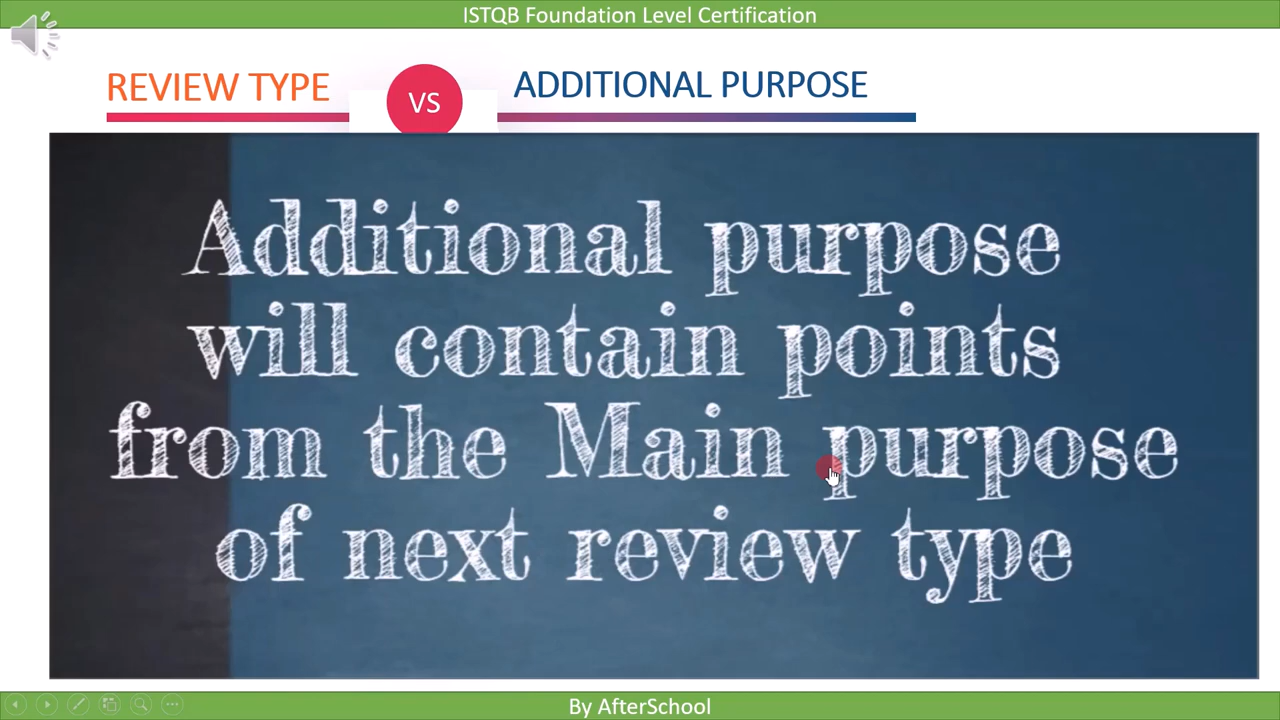 ISTQB Foundation Level Certification
REVIEW TYPE
VS
ADDITIONAL PURPOSE
Additional purpose
will contain points
from the Main purpose
of next review type
By AfterSchool